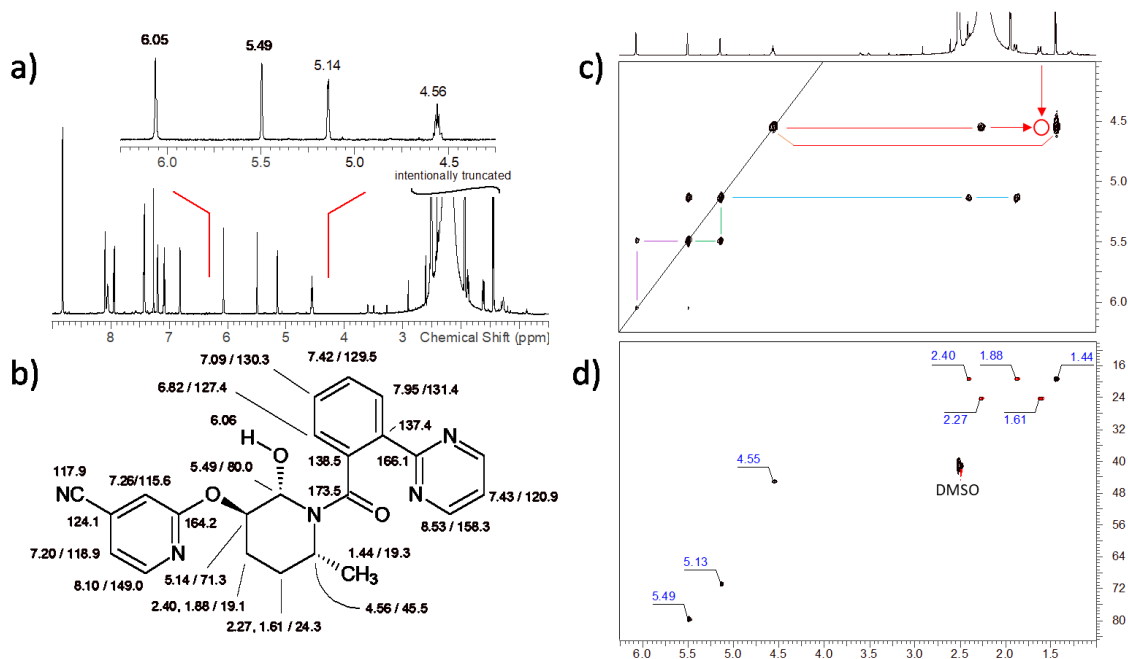 a)
6.05
5.49
5.14
4.56
6.0
5.5
5.0
4.5
intentionally truncated
8
7
6
5
4
3
Chemical Shift (ppm)
b)
7.09 / 130.3
7.42 / 129.5
6.82 / 127.4
7.95 /131.4
6.06
H
O
137.4
N
117.9
5.49 / 80.0
138.5
166.1
7.26/115.6
173.5
NC
O
N
O
N
7.43 / 120.9
124.1
164.2
8.53 / 158.3
7.20 / 118.9
N
1.44 / 19.3
CH3
8.10 / 149.0
5.14 / 71.3
2.40, 1.88 / 19.1
4.56 / 45.5
2.27, 1.61 / 24.3
c)
4.5
5.0
5.5
6.0
d)
2.40
1.88
1.44
16
24
2.27
1.61
32
4.55
40
DMSO
48
56
5.13
64
72
5.49
80
6.0
5.5
5.0
4.5
4.0
3.5
3.0
2.5
2.0
1.5